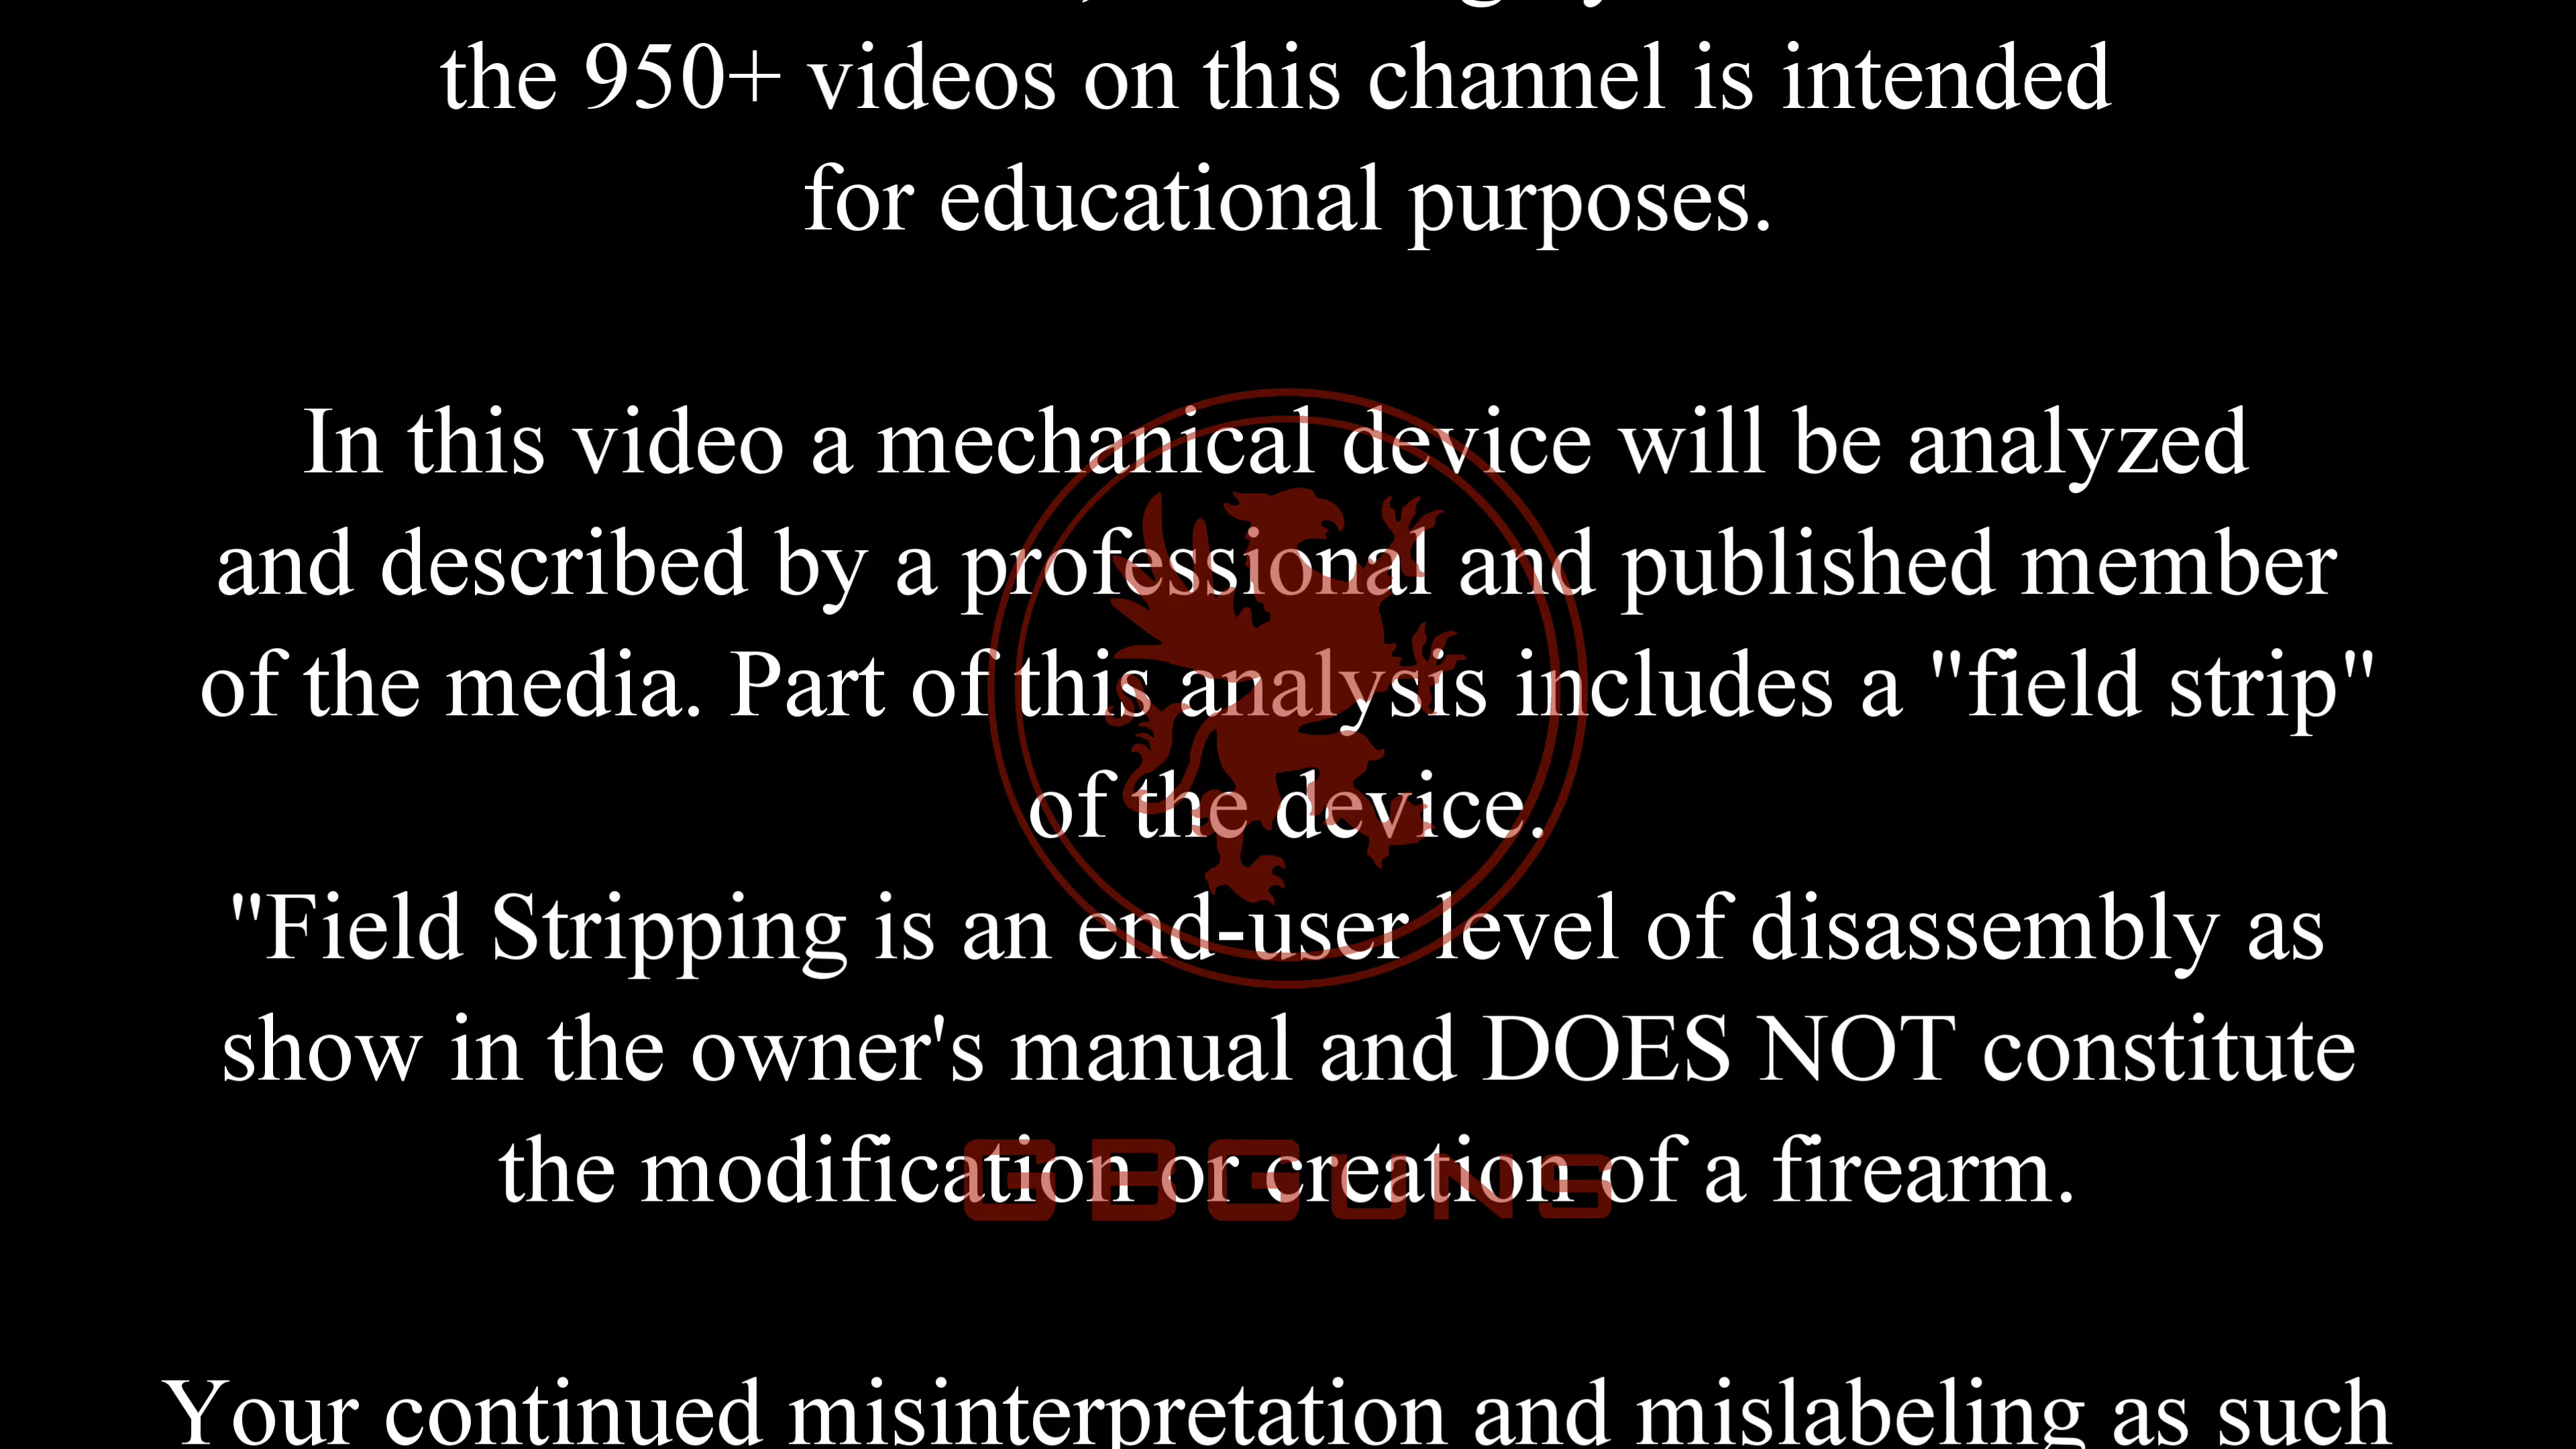 the 950+ videos on this channel is intended
for educational purposes.
In this video a mechanical device will be analyzed
and described by a professional and published member
of the media. Part of this analysis includes a "field strip"
of the device.
"Field Stripping is an end-user level of disassembly as
show in the owner's manual and DOES NOT constitute
the modification or creation of a firearm.
GBGUNS
Your continued misinterpretation and mislabeling as such